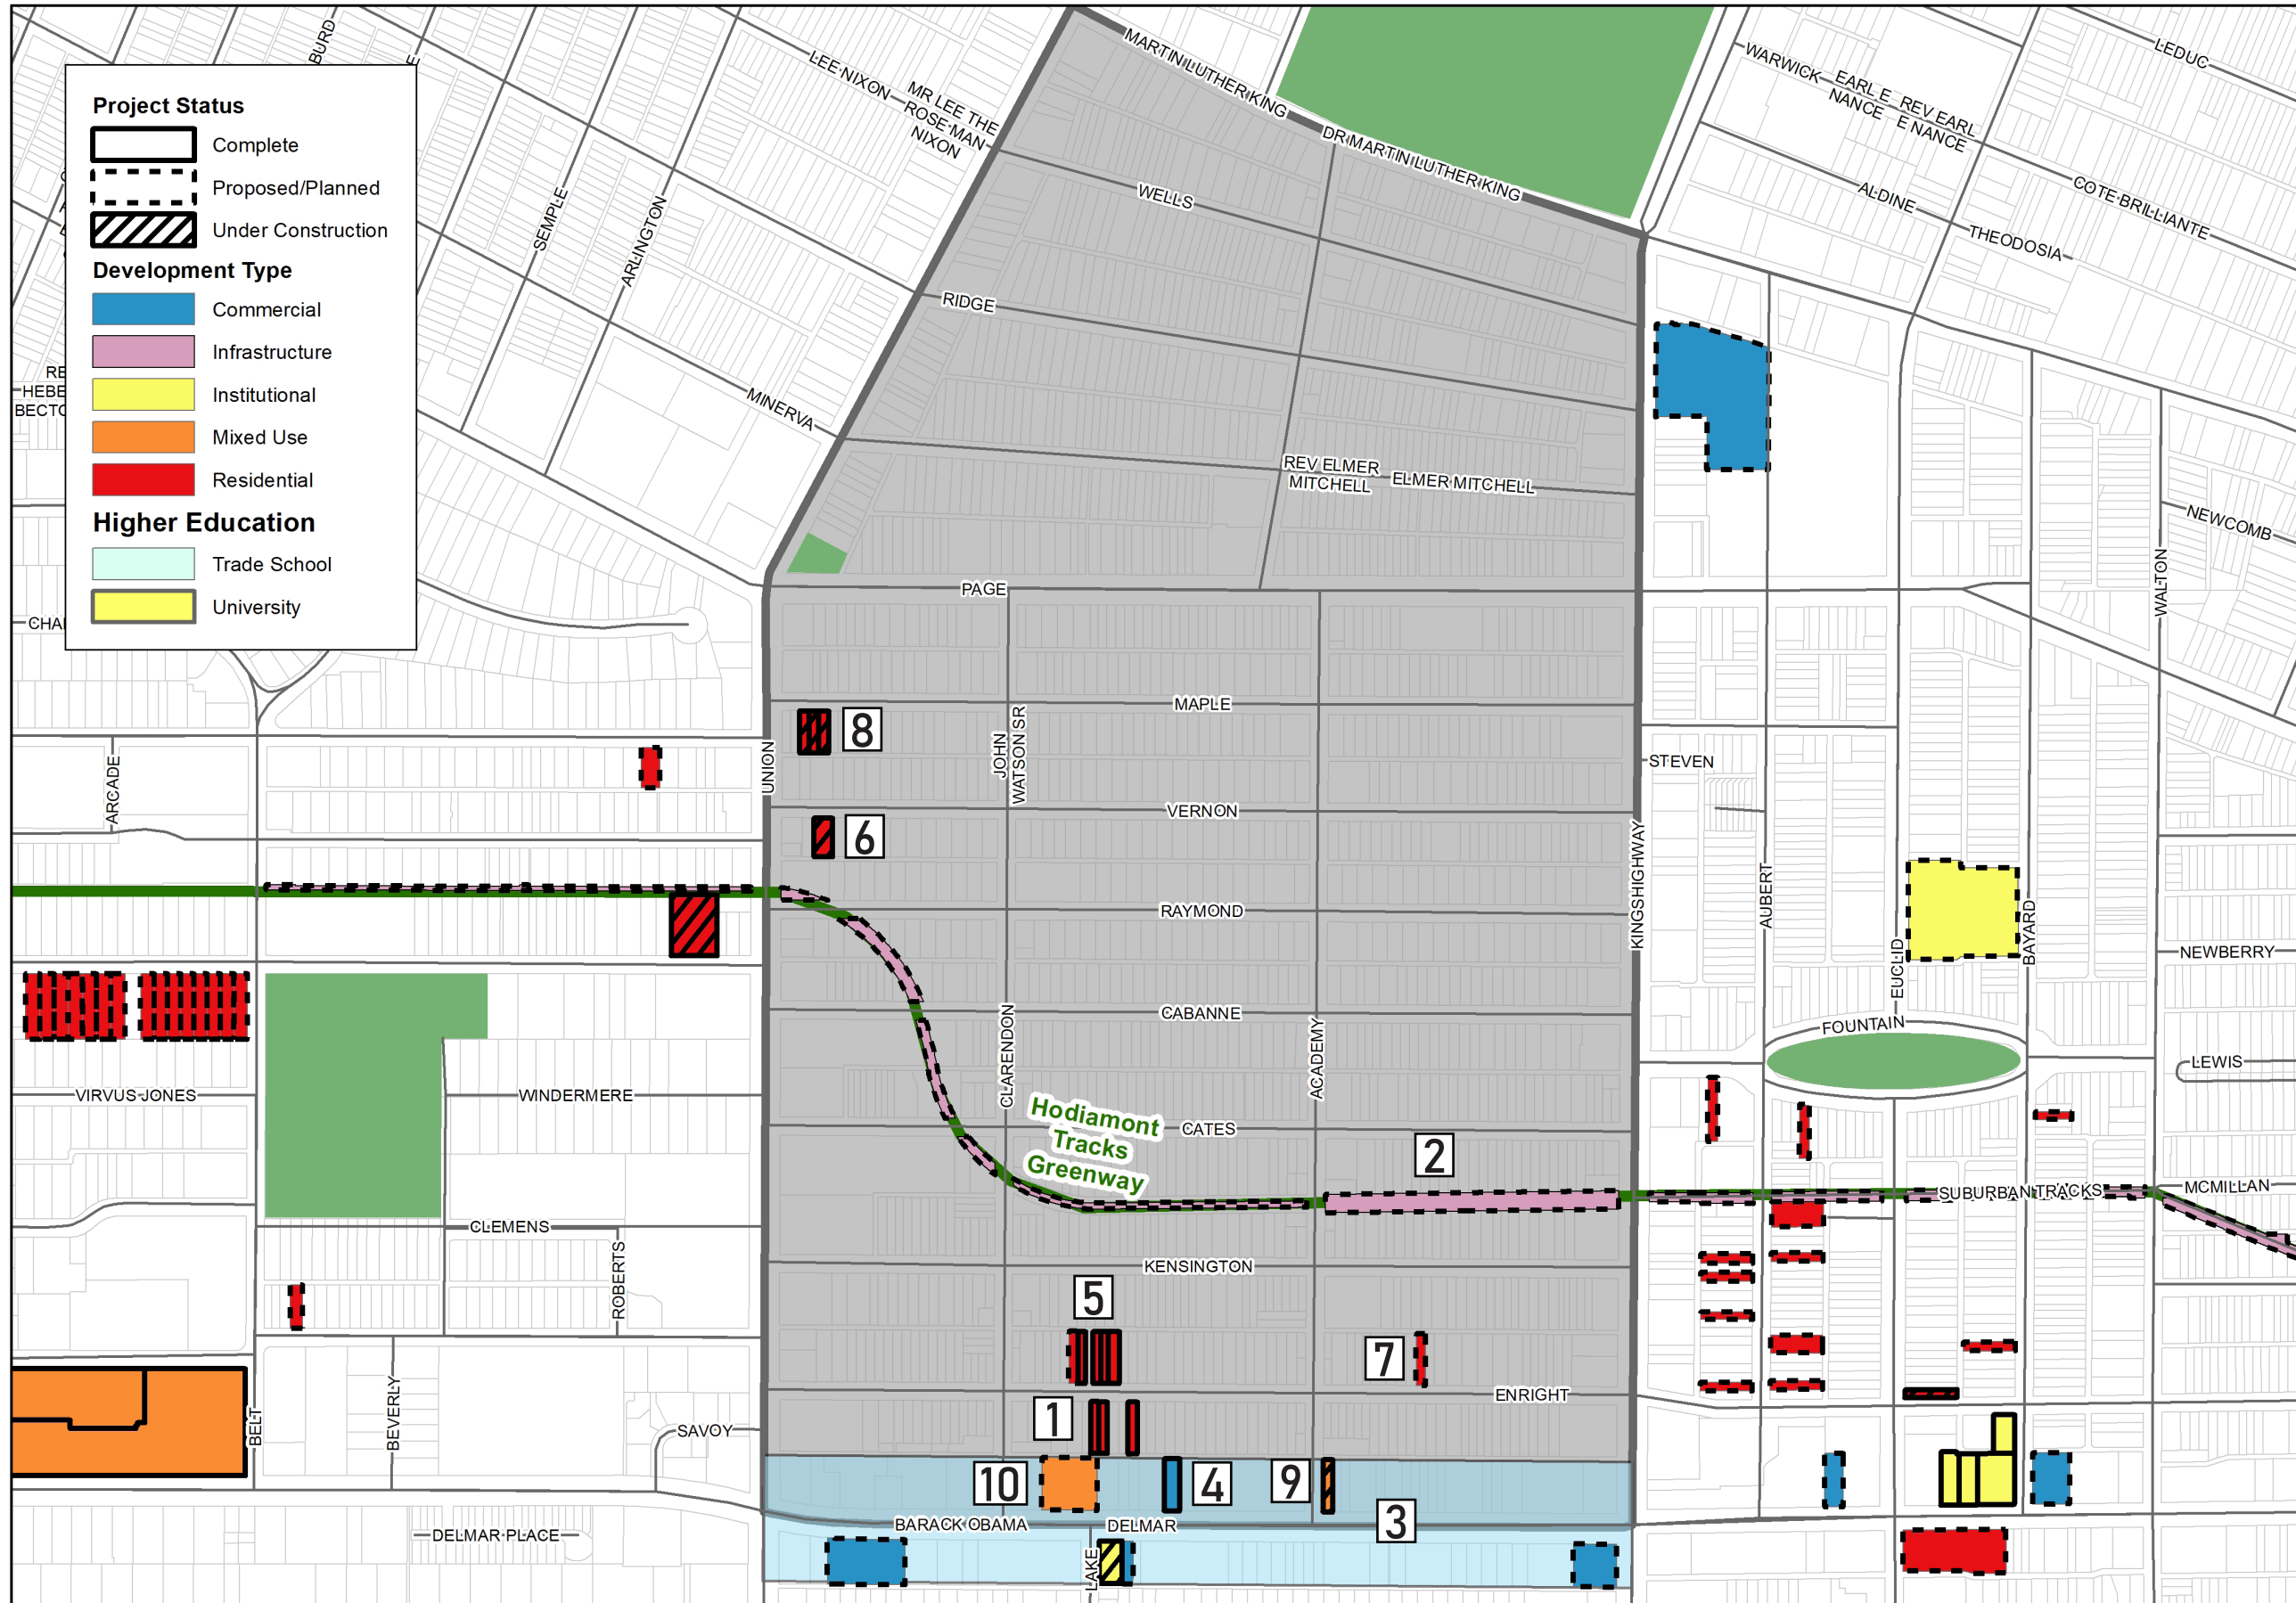 BURD
MARTIN LUTHER KING
DR MARTIN LUTHER KING
LEE NIXON
MR LEE THE
ROSE MAN
NIXON
WARWICK
EARL E
NANCE
REV EARL
E NANCE
LEDUC
COTE BRILLIANTE
ALDINE
THEODOSIA
Project Status
Complete
Proposed/Planned
Under Construction
Development Type
Commercial
Infrastructure
Institutional
Mixed Use
Residential
Higher Education
Trade School
University
SEMPLE
ARLINGTON
WELLS
RIDGE
MINERVA
REV ELMER
MITCHELL
ELMER MITCHELL
NEWCOMB
WALTON
PAGE
MAPLE
8
JOHN
WATSON SR
UNION
STEVEN
ARCADE
VERNON
6
KINGSHIGHWAY
AUBERT
RAYMOND
EUCLID
BAYARD
NEWBERRY
CABANNE
CLARENDON
ACADEMY
FOUNTAIN
LEWIS
VIRVUS JONES
WINDERMERE
Hodiamont
Tracks
Greenway
CATES
2
SUBURBAN TRACKS
MCMILLAN
CLEMENS
ROBERTS
KENSINGTON
5
7
ENRIGHT
1
BELT
BEVERLY
SAVOY
10
4
9
3
BARACK OBAMA
DELMAR
DELMAR PLACE
LAKE